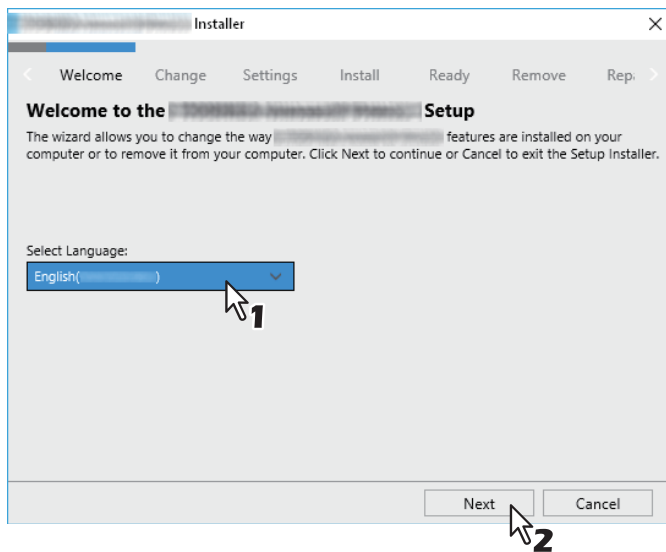 Installer
Welcome Change Settings Install Ready Remove Rep
Welcome to the Setup
The wizard allows you to change the way features are installed on your
computer or to remove it from your computer. Click Next to continue or Cancel to exit the Setup Installer.
Select Language:
English( )
1
Next Cancel
2